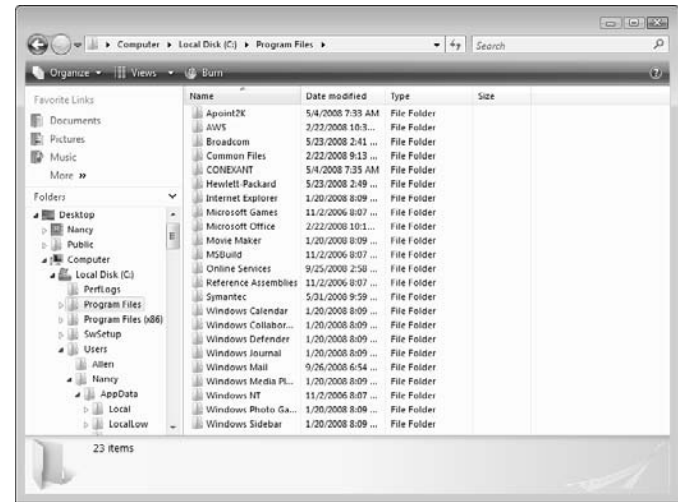 Computer ▸ Local Disk (C:) ▸ Program Files ▸ Search
Organize Views Burn
Favorite Links
Documents
Pictures
Music
More »
Folders
Desktop
Nancy
Public
Computer
Local Disk (C:)
PerfLogs
Program Files
Program Files (x86)
SwSetup
Users
Allen
Nancy
AppData
Local
LocalLow
Name Date modified Type Size
Apoint2K 5/4/2008 7:33 AM File Folder
AWS 2/22/2008 10:3... File Folder
Broadcom 5/23/2008 2:41 ... File Folder
Common Files 2/22/2008 9:13 ... File Folder
CONEXANT 5/4/2008 7:35 AM File Folder
Hewlett-Packard 5/23/2008 2:49 ... File Folder
Internet Explorer 1/20/2008 8:09 ... File Folder
Microsoft Games 11/2/2006 8:07 ... File Folder
Microsoft Office 2/22/2008 10:1... File Folder
Movie Maker 1/20/2008 8:09 ... File Folder
MSBuild 11/2/2006 8:07 ... File Folder
Online Services 9/25/2008 2:58 ... File Folder
Reference Assemblies 11/2/2006 8:07 ... File Folder
Symantec 5/31/2008 9:59 ... File Folder
Windows Calendar 1/20/2008 8:09 ... File Folder
Windows Collabor... 1/20/2008 8:09 ... File Folder
Windows Defender 1/20/2008 8:09 ... File Folder
Windows Journal 1/20/2008 8:09 ... File Folder
Windows Mail 9/26/2008 6:54 ... File Folder
Windows Media Pl... 1/20/2008 8:09 ... File Folder
Windows NT 11/2/2006 8:07 ... File Folder
Windows Photo Ga... 1/20/2008 8:09 ... File Folder
Windows Sidebar 1/20/2008 8:09 ... File Folder
23 items